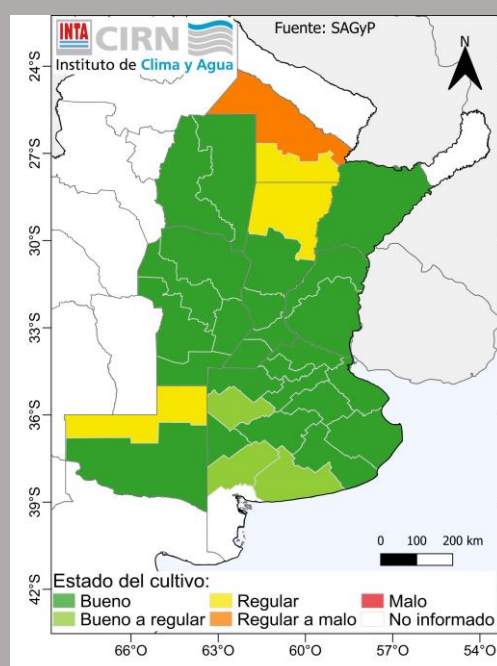 INTA CIRN
Instituto de Clima y Agua
Fuente: SAGyP
N
24°S
27°S
30°S
33°S
36°S
39°S
42°S
0 100 200 km
Estado del cultivo:
Bueno Regular Malo
Bueno a regular Regular a malo No informado
66°O 63°O 60°O 57°O 54°O